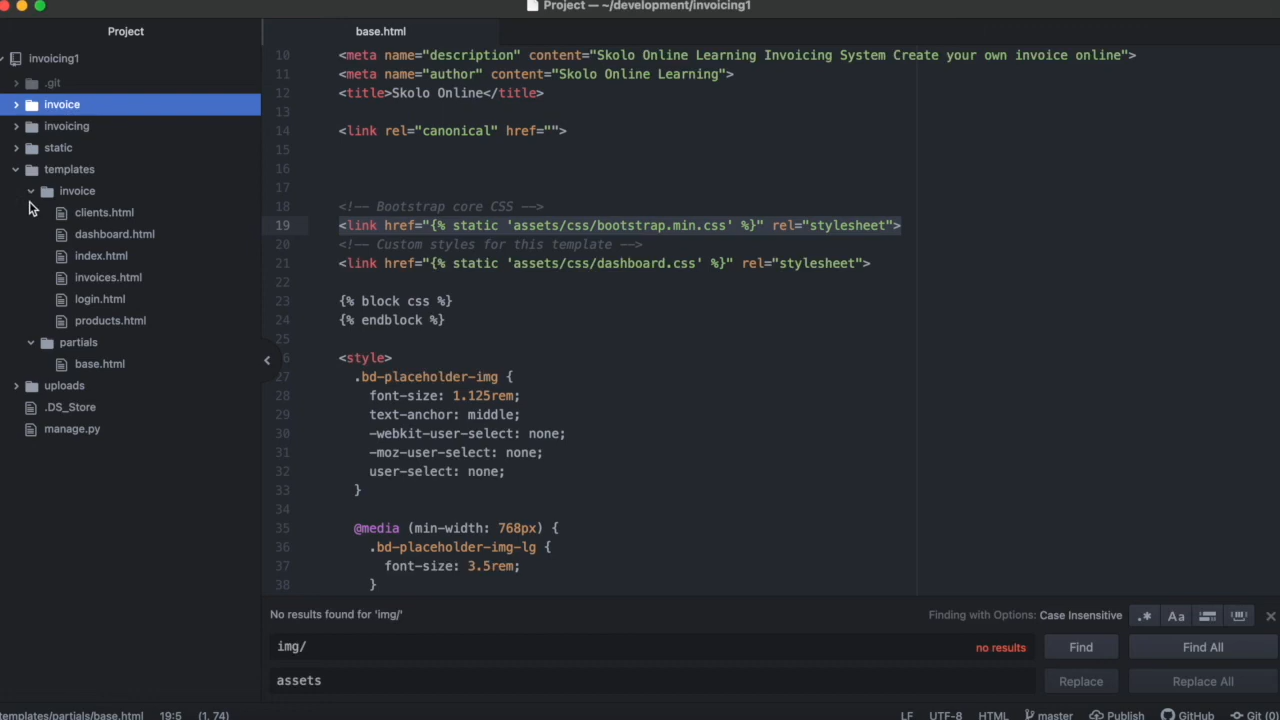 Project — ~/development/invoicing1
Project
invoicing1
.git
invoice
invoicing
static
templates
invoice
clients.html
dashboard.html
index.html
invoices.html
login.html
products.html
partials
base.html
uploads
.DS_Store
manage.py
base.html
10 <meta name="description" content="Skolo Online Learning Invoicing System Create your own invoice online">
11 <meta name="author" content="Skolo Online Learning">
12 <title>Skolo Online</title>
13
14 <link rel="canonical" href="">
15
16
17
18 <!-- Bootstrap core CSS -->
19 <link href="{% static 'assets/css/bootstrap.min.css' %}" rel="stylesheet">
20 <!-- Custom styles for this template -->
21 <link href="{% static 'assets/css/dashboard.css' %}" rel="stylesheet">
22
23 {% block css %}
24 {% endblock %}
25
6 <style>
27 .bd-placeholder-img {
28 font-size: 1.125rem;
29 text-anchor: middle;
30 -webkit-user-select: none;
31 -moz-user-select: none;
32 user-select: none;
33 }
34
35 @media (min-width: 768px) {
36 .bd-placeholder-img-lg {
37 font-size: 3.5rem;
38 }
No results found for 'img/' Finding with Options: Case Insensitive .* Aa
img/ no results Find Find All
assets Replace Replace All
templates/partials/base.html 19:5 (1, 74) LF UTF-8 HTML master Publish GitHub Git (0)